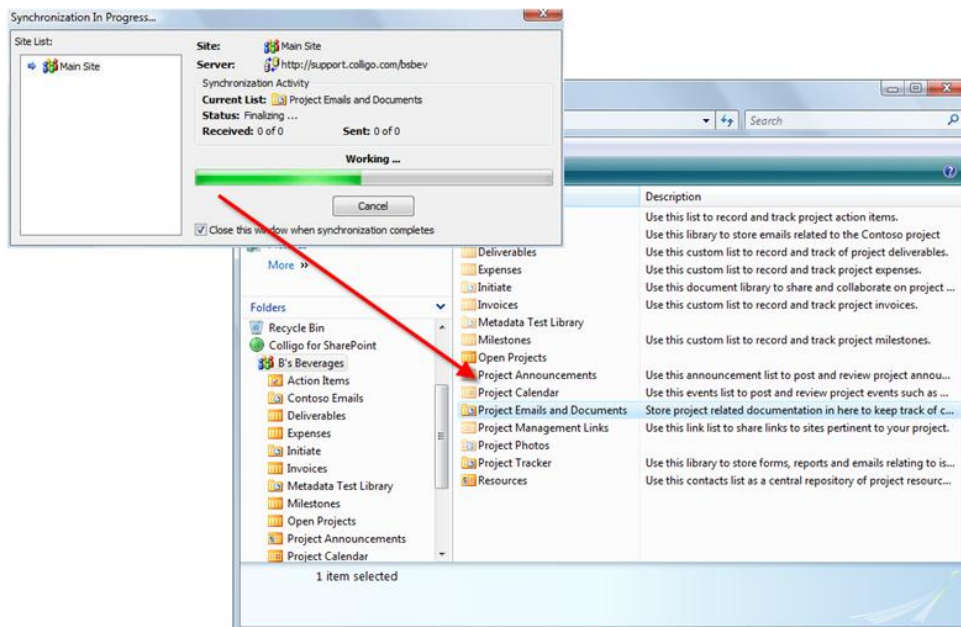 Synchronization In Progress...
Site List:
Main Site
Site: Main Site
Server: http://support.colligo.com/bsbev
Synchronization Activity
Current List: Project Emails and Documents
Status: Finalizing ...
Received: 0 of 0 Sent: 0 of 0
Working ...
Cancel
Close this window when synchronization completes
Search
Description
Use this list to record and track project action items.
Use this library to store emails related to the Contoso project
Deliverables Use this custom list to record and track of project deliverables.
Expenses Use this custom list to record and track project expenses.
Initiate Use this document library to share and collaborate on project ...
Invoices Use this custom list to record and track project invoices.
Metadata Test Library
Milestones Use this custom list to record and track project milestones.
Open Projects
Project Announcements Use this announcement list to post and review project annou...
Project Calendar Use this events list to post and review project events such as ...
Project Emails and Documents Store project related documentation in here to keep track of c...
Project Management Links Use this link list to share links to sites pertinent to your project.
Project Photos
Project Tracker Use this library to store forms, reports and emails relating to is...
Resources Use this contacts list as a central repository of project resourc...
More »
Folders
Recycle Bin
Colligo for SharePoint
B's Beverages
Action Items
Contoso Emails
Deliverables
Expenses
Initiate
Invoices
Metadata Test Library
Milestones
Open Projects
Project Announcements
Project Calendar
1 item selected